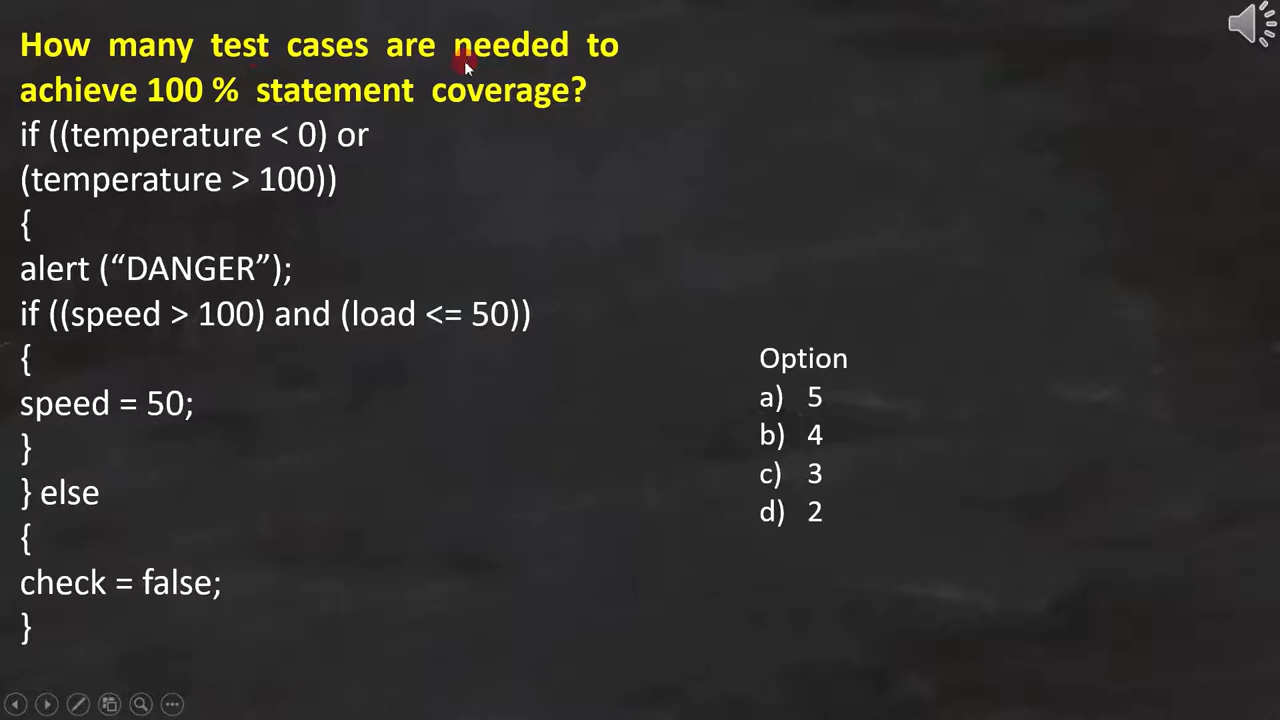 How many test cases are needed to
achieve 100 % statement coverage?
if ((temperature < 0) or
(temperature > 100))
{
alert (“DANGER”);
if ((speed > 100) and (load <= 50))
{
speed = 50;
}
} else
{
check = false;
}
Option
a) 5
b) 4
c) 3
d) 2